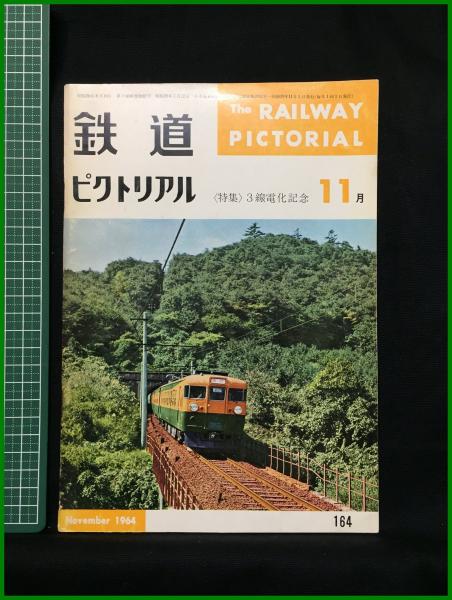 The RAILWAY
PICTORIAL
鉄道
ピクトリアル
〈特集〉3線電化記念
11月
November 1964
164